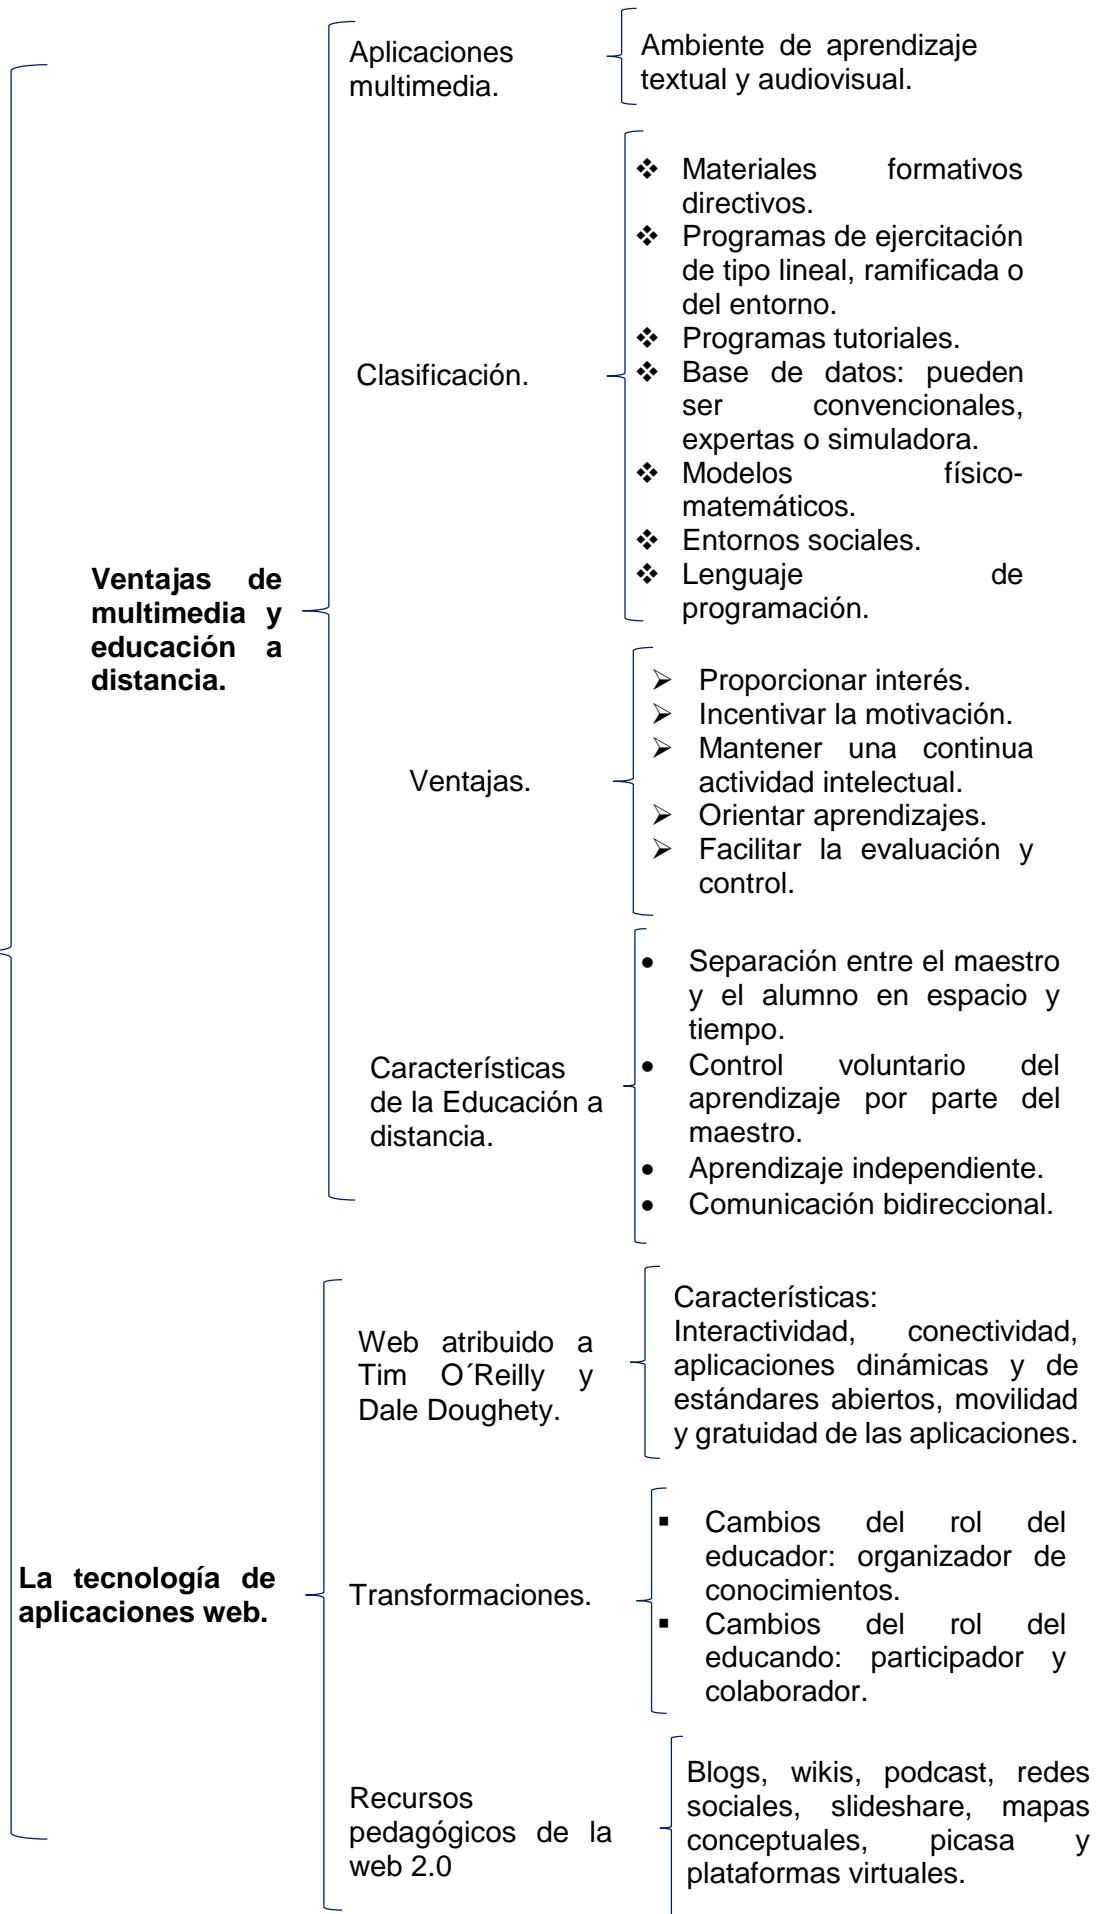 Aplicaciones
multimedia.
Ambiente de aprendizaje
textual y audiovisual.
Clasificación.
❖ Materiales formativos
directivos.
❖ Programas de ejercitación
de tipo lineal, ramificada o
del entorno.
❖ Programas tutoriales.
❖ Base de datos: pueden
ser convencionales,
expertas o simuladora.
❖ Modelos físico-
matemáticos.
❖ Entornos sociales.
❖ Lenguaje de
programación.
Ventajas de
multimedia y
educación a
distancia.
Ventajas.
➢ Proporcionar interés.
➢ Incentivar la motivación.
➢ Mantener una continua
actividad intelectual.
➢ Orientar aprendizajes.
➢ Facilitar la evaluación y
control.
Características
de la Educación a
distancia.
• Separación entre el maestro
y el alumno en espacio y
tiempo.
• Control voluntario del
aprendizaje por parte del
maestro.
• Aprendizaje independiente.
• Comunicación bidireccional.
Web atribuido a
Tim O´Reilly y
Dale Doughety.
Características:
Interactividad, conectividad,
aplicaciones dinámicas y de
estándares abiertos, movilidad
y gratuidad de las aplicaciones.
La tecnología de
aplicaciones web.
Transformaciones.
▪ Cambios del rol del
educador: organizador de
conocimientos.
▪ Cambios del rol del
educando: participador y
colaborador.
Recursos
pedagógicos de la
web 2.0
Blogs, wikis, podcast, redes
sociales, slideshare, mapas
conceptuales, picasa y
plataformas virtuales.